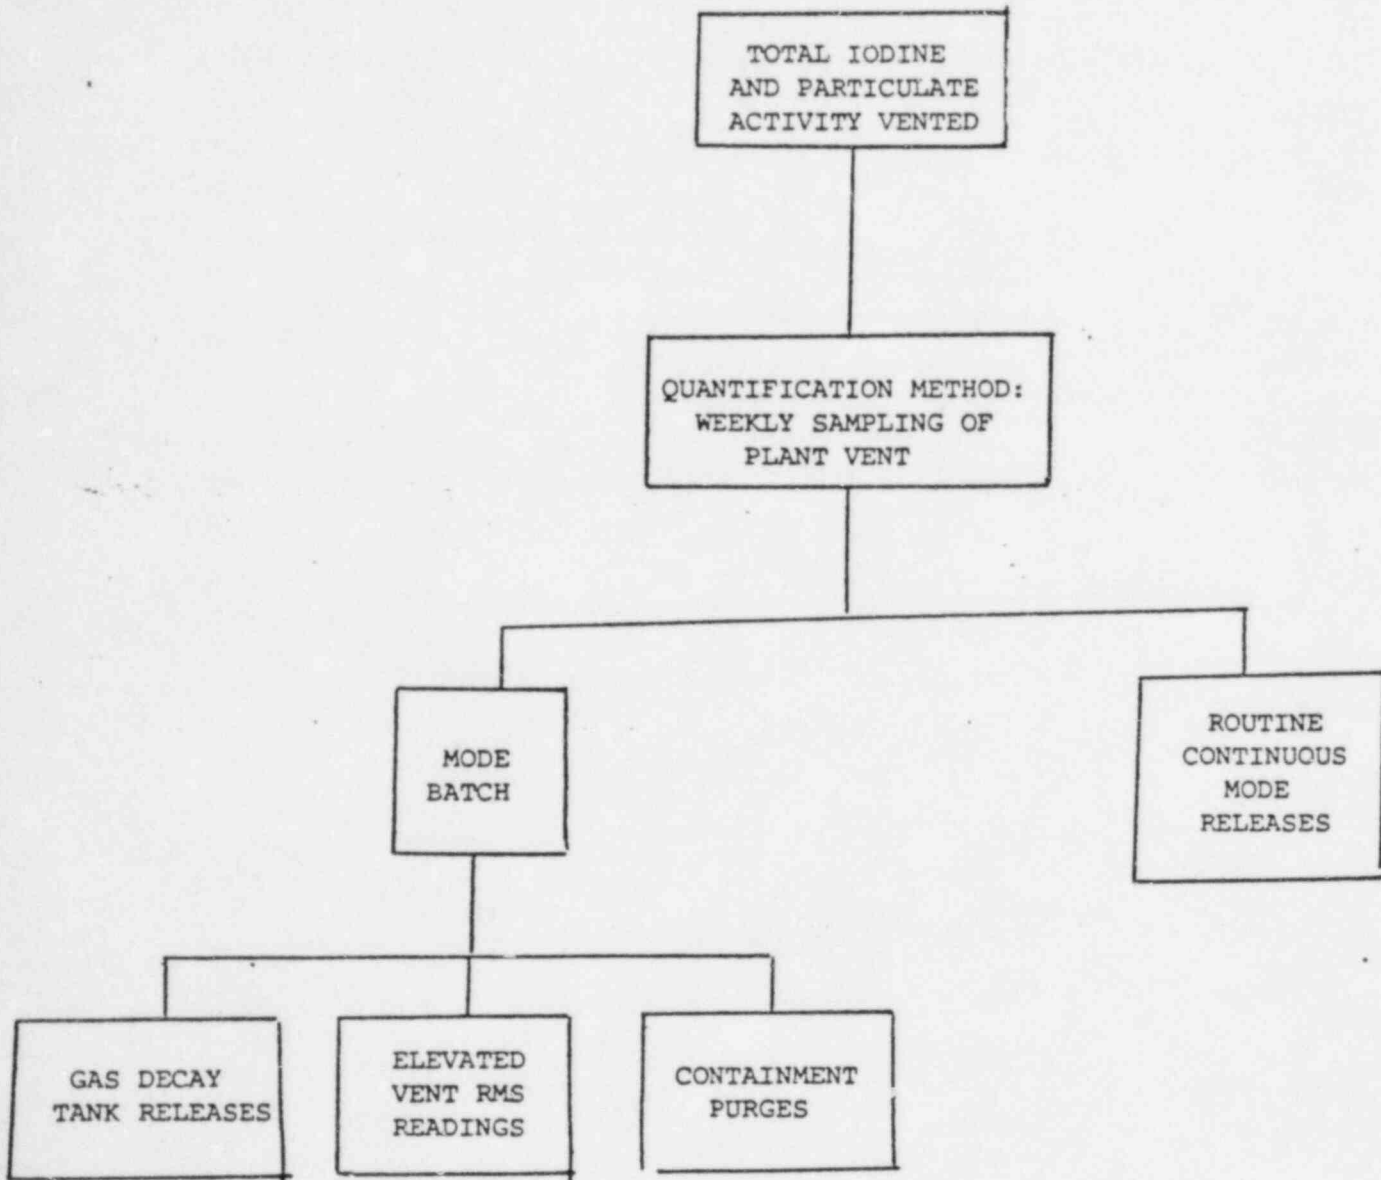 TOTAL IODINE
AND PARTICULATE
ACTIVITY VENTED
QUANTIFICATION METHOD:
WEEKLY SAMPLING OF
PLANT VENT
MODE
BATCH
ROUTINE
CONTINUOUS
MODE
RELEASES
GAS DECAY
TANK RELEASES
ELEVATED
VENT RMS
READINGS
CONTAINMENT
PURGES